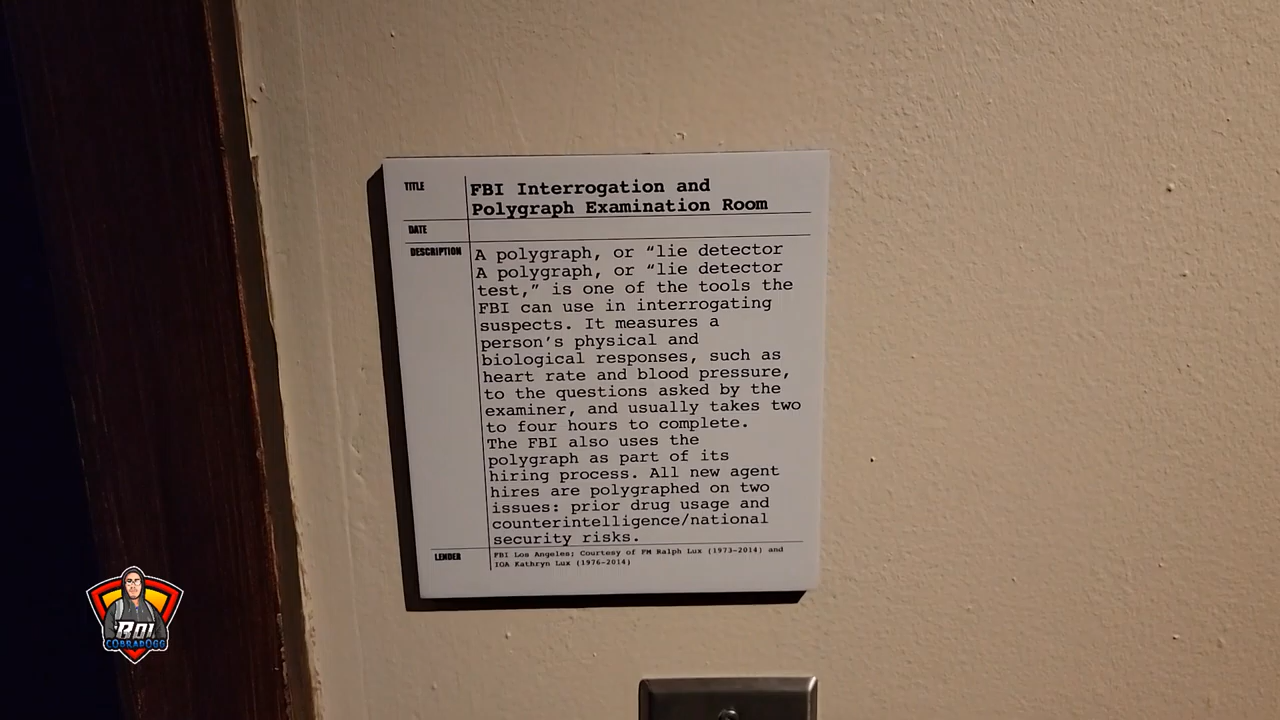 TITLE
FBI Interrogation and
Polygraph Examination Room
DATE
DESCRIPTION
A polygraph, or “lie detector
A polygraph, or “lie detector
test,” is one of the tools the
FBI can use in interrogating
suspects. It measures a
person’s physical and
biological responses, such as
heart rate and blood pressure,
to the questions asked by the
examiner, and usually takes two
to four hours to complete.
The FBI also uses the
polygraph as part of its
hiring process. All new agent
hires are polygraphed on two
issues: prior drug usage and
counterintelligence/national
security risks.
LENDER
FBI Los Angeles; Courtesy of FM Ralph Lux (1973-2014) and
IOA Kathryn Lux (1976-2014)
BOI
COBRADOGG